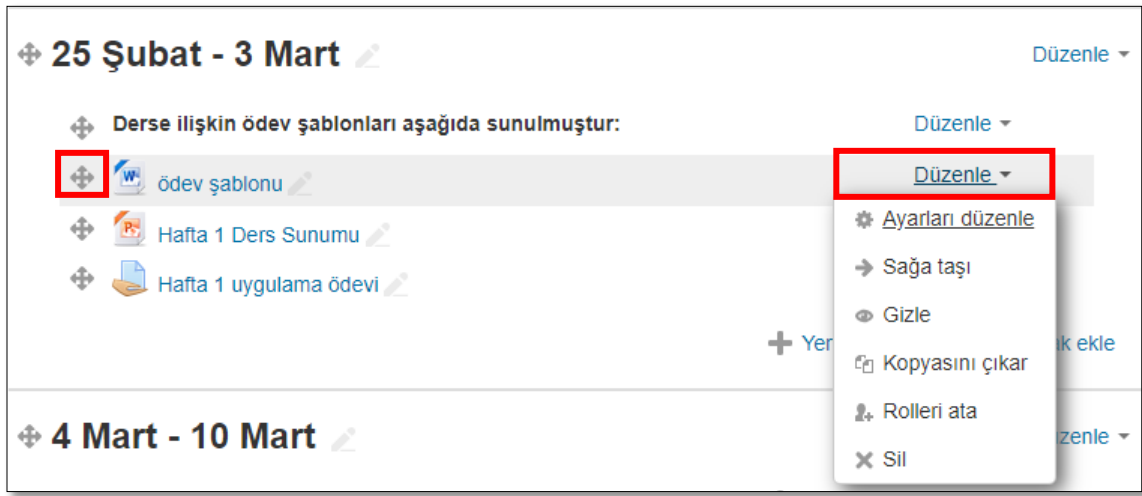 25 Şubat - 3 Mart Düzenle
Derse ilişkin ödev şablonları aşağıda sunulmuştur: Düzenle
ödev şablonu Düzenle
Hafta 1 Ders Sunumu
Hafta 1 uygulama ödevi
Ayarları düzenle
Sağa taşı
Gizle
Kopyasını çıkar
Rolleri ata
Sil
ekle
4 Mart - 10 Mart